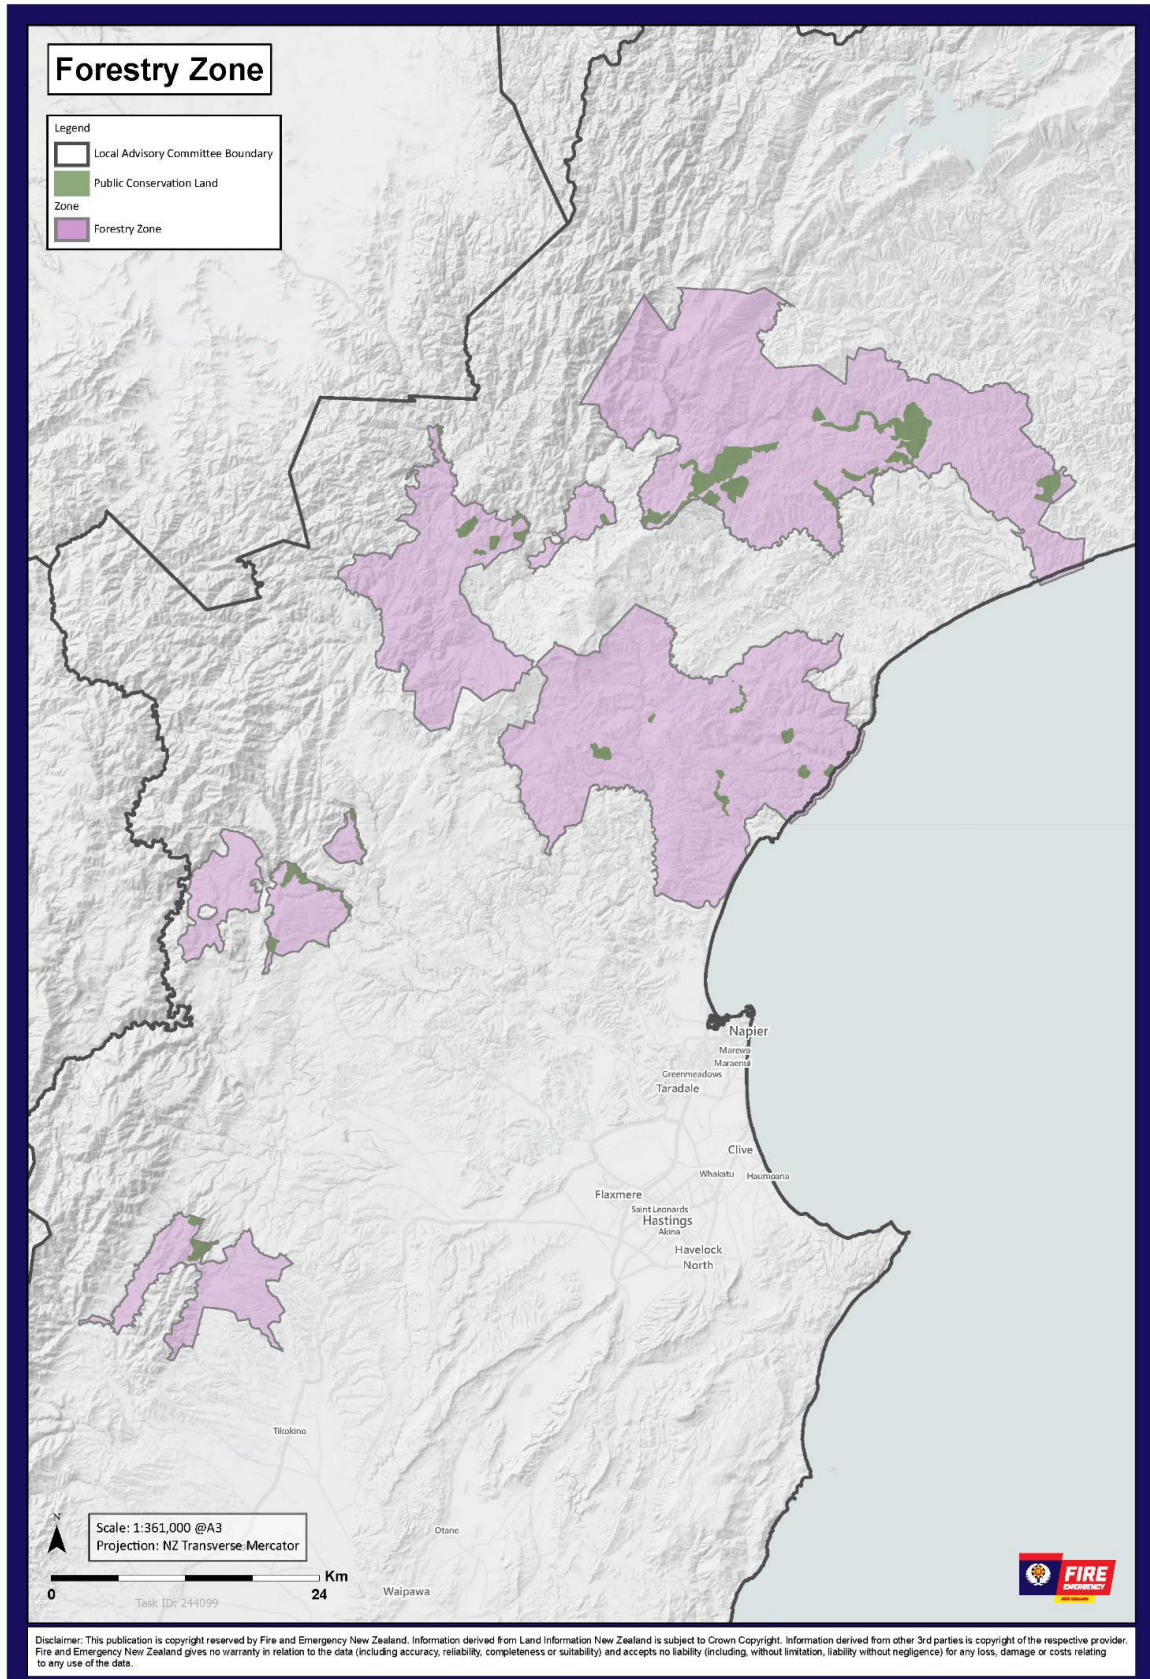 Forestry Zone
Legend
Local Advisory Committee Boundary
Public Conservation Land
Zone
Forestry Zone
Napier
Marewa
Maraenui
Greenmeadows
Taradale
Clive
Whakatu
Haumoana
Flaxmere
Saint Leonards
Hastings
Akina
Havelock
North
Tikokino
Otane
Waipawa
N
Scale: 1:361,000 @A3
Projection: NZ Transverse Mercator
Km
0
24
Task ID: 244099
FIRE
EMERGENCY
NEW ZEALAND
Disclaimer: This publication is copyright reserved by Fire and Emergency New Zealand. Information derived from Land Information New Zealand is subject to Crown Copyright. Information derived from other 3rd parties is copyright of the respective provider.
Fire and Emergency New Zealand gives no warranty in relation to the data (including accuracy, reliability, completeness or suitability) and accepts no liability (including, without limitation, liability without negligence) for any loss, damage or costs relating
to any use of the data.